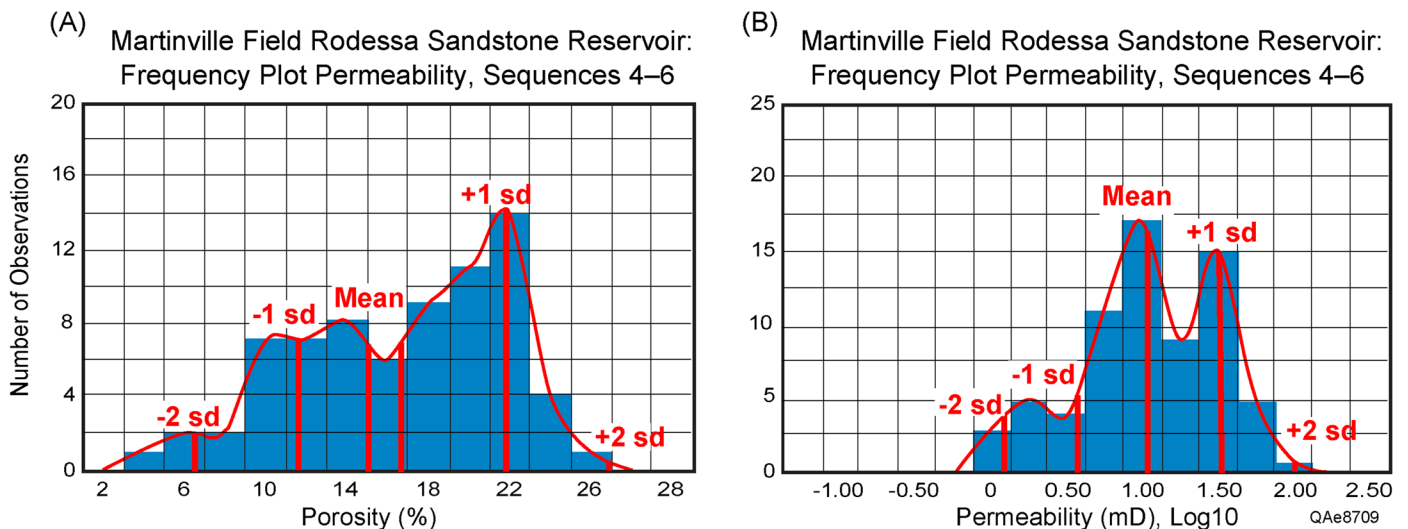 (A)
Martinville Field Rodessa Sandstone Reservoir:
Frequency Plot Permeability, Sequences 4–6
20
16
12
8
4
0
Number of Observations
-2 sd
-1 sd
Mean
+1 sd
+2 sd
2 6 10 14 18 22 26 28
Porosity (%)
(B)
Martinville Field Rodessa Sandstone Reservoir:
Frequency Plot Permeability, Sequences 4–6
25
20
15
10
5
0
-2 sd
-1 sd
Mean
+1 sd
+2 sd
-1.00 -0.50 0 0.50 1.00 1.50 2.00 2.50
Permeability (mD), Log10
QAe8709